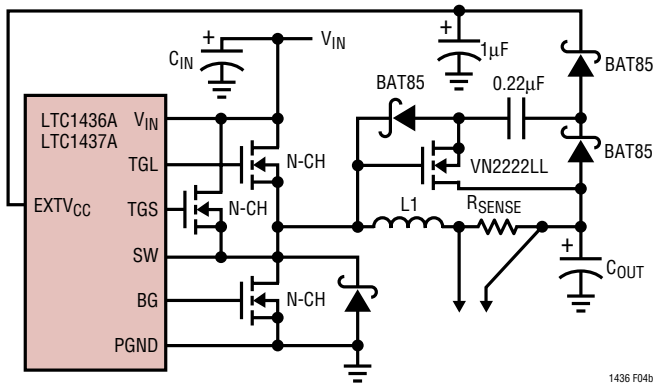 +
C_IN
V_IN
+
1µF
BAT85
BAT85
0.22µF
BAT85
LTC1436A
LTC1437A
V_IN
TGL
N-CH
VN2222LL
EXTV_CC
TGS
N-CH
L1
R_SENSE
SW
+
C_OUT
BG
N-CH
PGND
1436 F04b